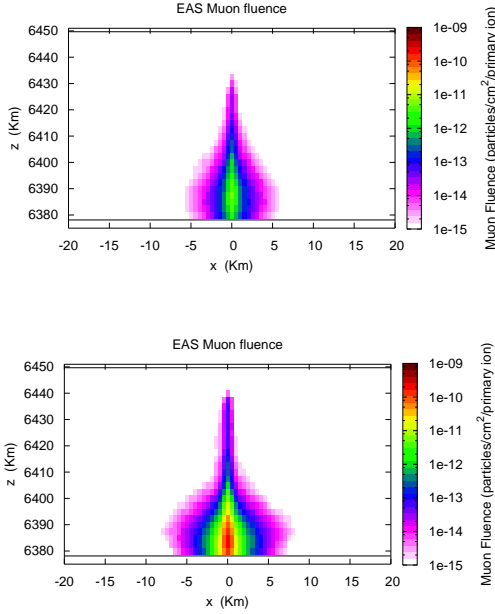 EAS Muon fluence
6450
6440
6430
6420
6410
6400
6390
6380
z (Km)
-20 -15 -10 -5 0 5 10 15 20
x (Km)
1e-09
1e-10
1e-11
1e-12
1e-13
1e-14
1e-15
Muon Fluence (particles/cm²/primary ion)
EAS Muon fluence
6450
6440
6430
6420
6410
6400
6390
6380
z (Km)
-20 -15 -10 -5 0 5 10 15 20
x (Km)
1e-09
1e-10
1e-11
1e-12
1e-13
1e-14
1e-15
Muon Fluence (particles/cm²/primary ion)